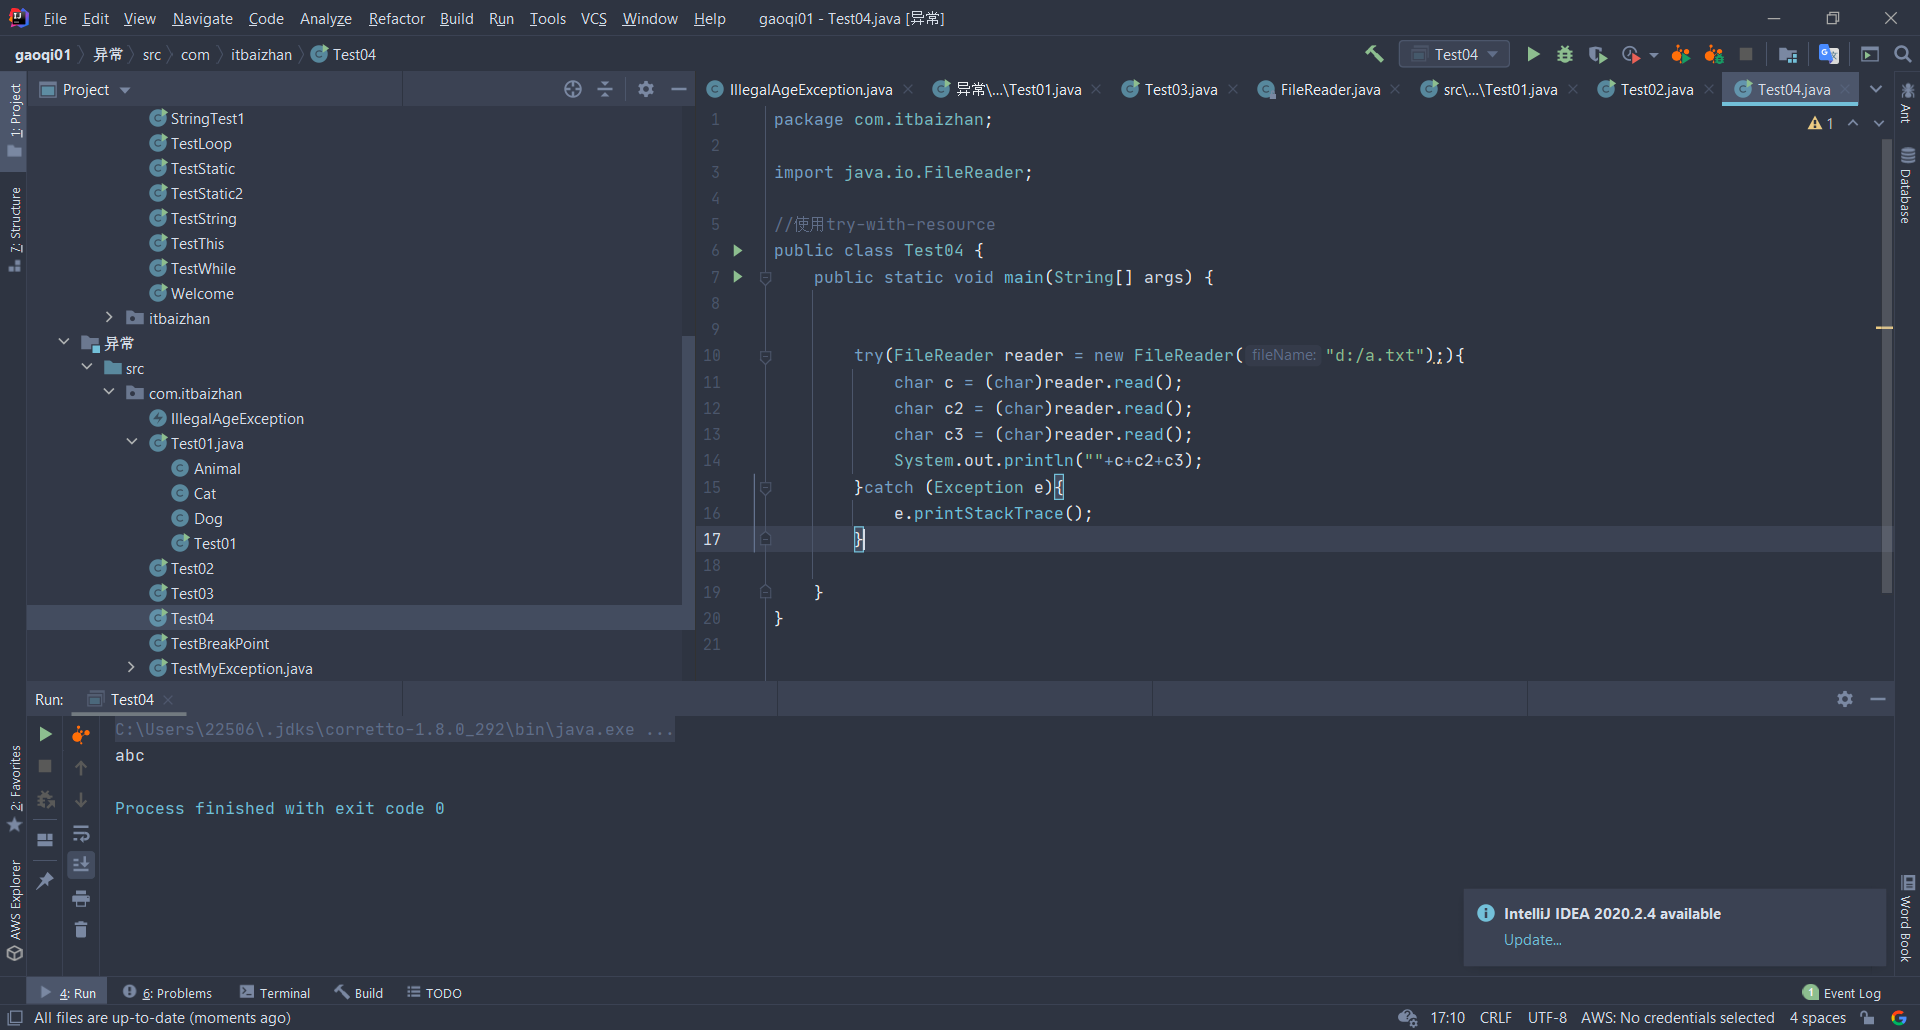 File Edit View Navigate Code Analyze Refactor Build Run Tools VCS Window Help gaoqi01 - Test04.java [异常]
gaoqi01 异常 src com itbaizhan Test04
Test04
1: Project
7: Structure
2: Favorites
AWS Explorer
Project
StringTest1
TestLoop
TestStatic
TestStatic2
TestString
TestThis
TestWhile
Welcome
itbaizhan
异常
src
com.itbaizhan
IllegalAgeException
Test01.java
Animal
Cat
Dog
Test01
Test02
Test03
Test04
TestBreakPoint
TestMyException.java
IllegalAgeException.java 异常\...\Test01.java Test03.java FileReader.java src\...\Test01.java Test02.java Test04.java
1
1 package com.itbaizhan;
2
3 import java.io.FileReader;
4
5 //使用try-with-resource
6 public class Test04 {
7 public static void main(String[] args) {
8
9
10 try(FileReader reader = new FileReader( fileName: "d:/a.txt");){
11 char c = (char)reader.read();
12 char c2 = (char)reader.read();
13 char c3 = (char)reader.read();
14 System.out.println(""+c+c2+c3);
15 }catch (Exception e){
16 e.printStackTrace();
17 }
18
19 }
20 }
21
Ant
Database
Word Book
Run: Test04
C:\Users\22506\.jdks\corretto-1.8.0_292\bin\java.exe ...
abc
Process finished with exit code 0
IntelliJ IDEA 2020.2.4 available
Update...
4: Run 6: Problems Terminal Build TODO 1 Event Log
All files are up-to-date (moments ago) 17:10 CRLF UTF-8 AWS: No credentials selected 4 spaces